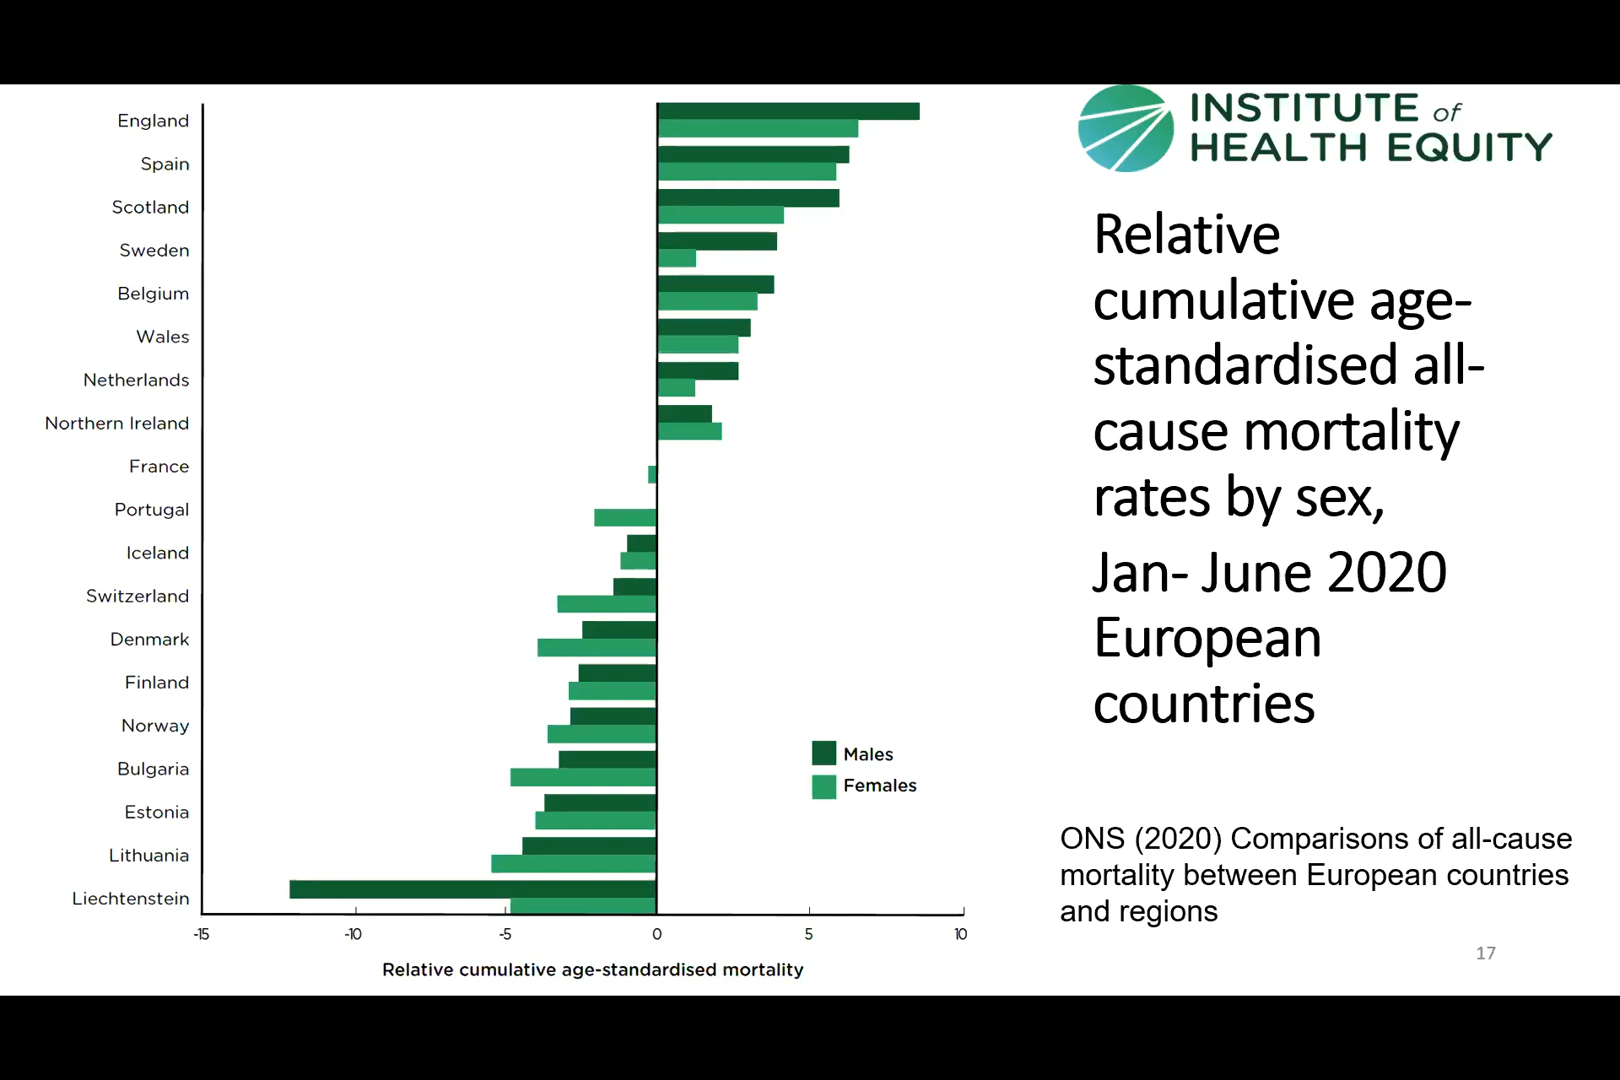 England
Spain
Scotland
Sweden
Belgium
Wales
Netherlands
Northern Ireland
France
Portugal
Iceland
Switzerland
Denmark
Finland
Norway
Bulgaria
Estonia
Lithuania
Liechtenstein
-15 -10 -5 0 5 10
Relative cumulative age-standardised mortality
Males
Females
INSTITUTE of
HEALTH EQUITY
Relative
cumulative age-
standardised all-
cause mortality
rates by sex,
Jan- June 2020
European
countries
ONS (2020) Comparisons of all-cause
mortality between European countries
and regions
17